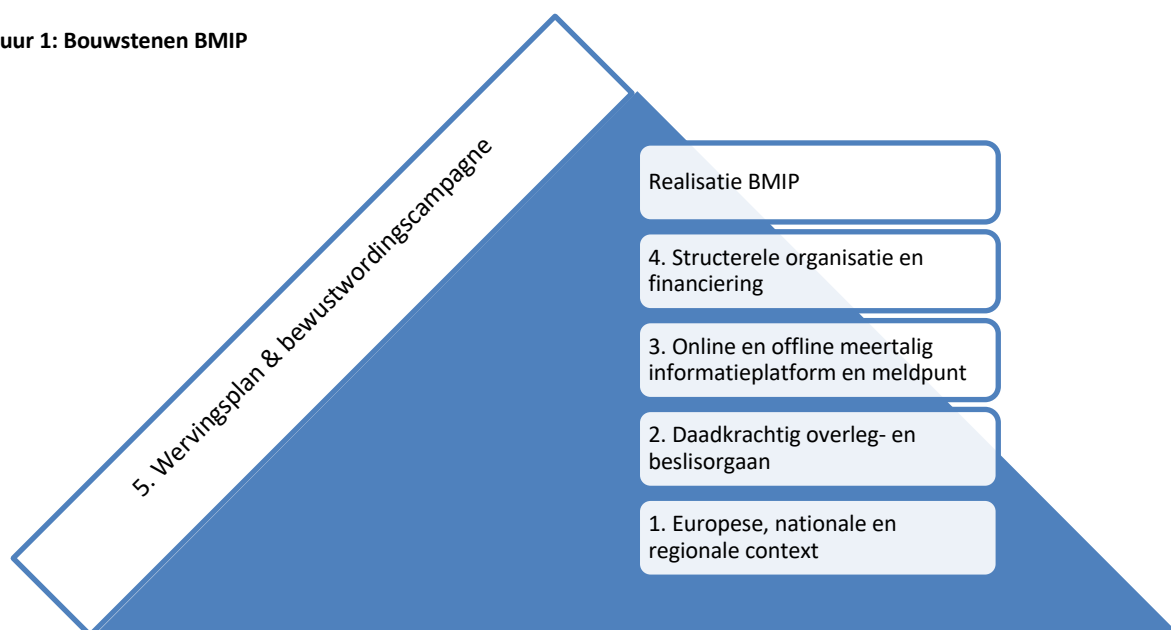 uur 1: Bouwstenen BMIP
5. Wervingsplan & bewustwordingscampagne
Realisatie BMIP
4. Structerele organisatie en
financiering
3. Online en offline meertalig
informatieplatform en meldpunt
2. Daadkrachtig overleg- en
beslisorgaan
1. Europese, nationale en
regionale context